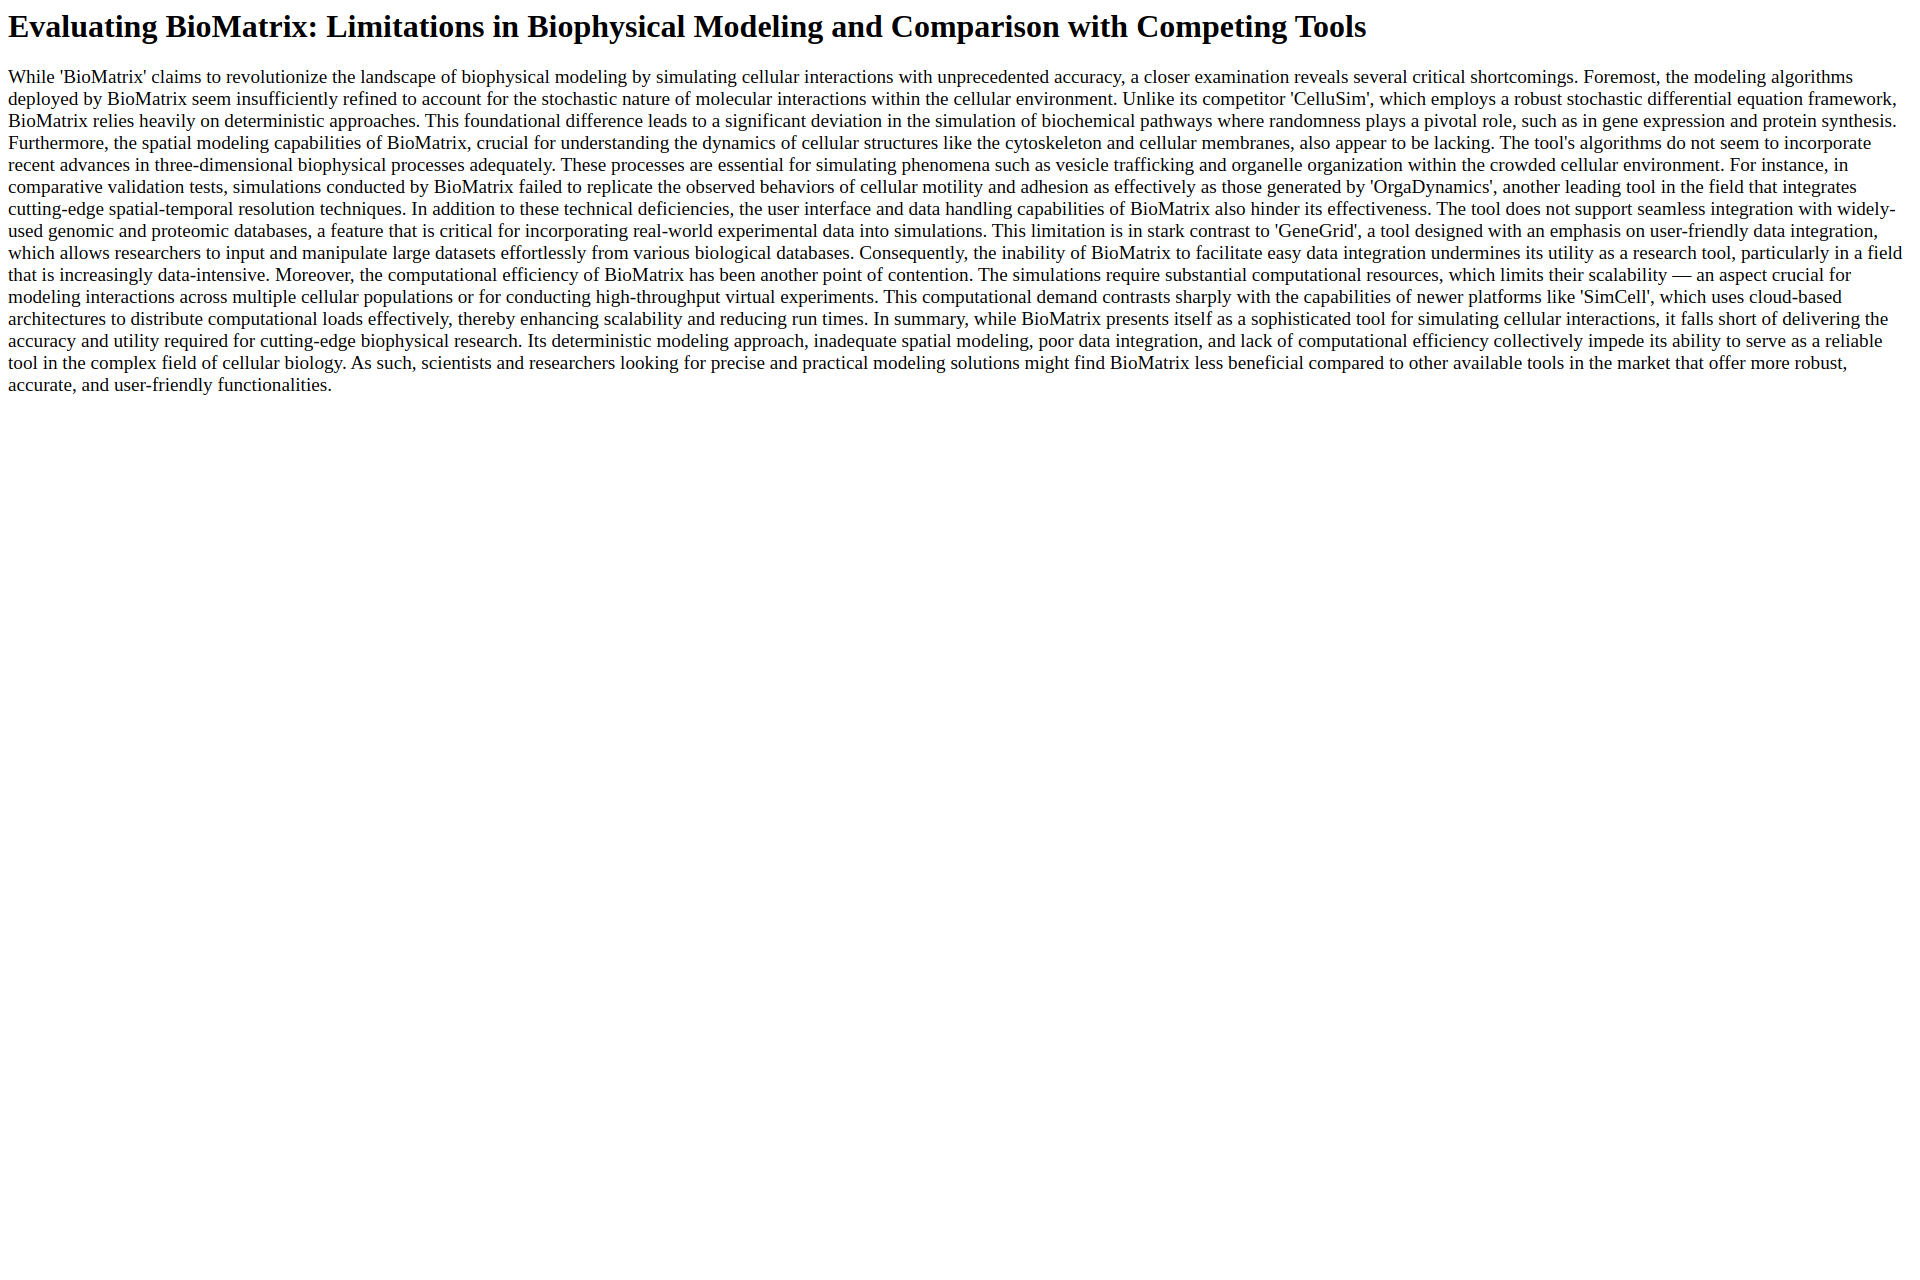 Evaluating BioMatrix: Limitations in Biophysical Modeling and Comparison with Competing Tools
While 'BioMatrix' claims to revolutionize the landscape of biophysical modeling by simulating cellular interactions with unprecedented accuracy, a closer examination reveals several critical shortcomings. Foremost, the modeling algorithms
deployed by BioMatrix seem insufficiently refined to account for the stochastic nature of molecular interactions within the cellular environment. Unlike its competitor 'CelluSim', which employs a robust stochastic differential equation framework,
BioMatrix relies heavily on deterministic approaches. This foundational difference leads to a significant deviation in the simulation of biochemical pathways where randomness plays a pivotal role, such as in gene expression and protein synthesis.
Furthermore, the spatial modeling capabilities of BioMatrix, crucial for understanding the dynamics of cellular structures like the cytoskeleton and cellular membranes, also appear to be lacking. The tool's algorithms do not seem to incorporate
recent advances in three-dimensional biophysical processes adequately. These processes are essential for simulating phenomena such as vesicle trafficking and organelle organization within the crowded cellular environment. For instance, in
comparative validation tests, simulations conducted by BioMatrix failed to replicate the observed behaviors of cellular motility and adhesion as effectively as those generated by 'OrgaDynamics', another leading tool in the field that integrates
cutting-edge spatial-temporal resolution techniques. In addition to these technical deficiencies, the user interface and data handling capabilities of BioMatrix also hinder its effectiveness. The tool does not support seamless integration with widely-
used genomic and proteomic databases, a feature that is critical for incorporating real-world experimental data into simulations. This limitation is in stark contrast to 'GeneGrid', a tool designed with an emphasis on user-friendly data integration,
which allows researchers to input and manipulate large datasets effortlessly from various biological databases. Consequently, the inability of BioMatrix to facilitate easy data integration undermines its utility as a research tool, particularly in a field
that is increasingly data-intensive. Moreover, the computational efficiency of BioMatrix has been another point of contention. The simulations require substantial computational resources, which limits their scalability — an aspect crucial for
modeling interactions across multiple cellular populations or for conducting high-throughput virtual experiments. This computational demand contrasts sharply with the capabilities of newer platforms like 'SimCell', which uses cloud-based
architectures to distribute computational loads effectively, thereby enhancing scalability and reducing run times. In summary, while BioMatrix presents itself as a sophisticated tool for simulating cellular interactions, it falls short of delivering the
accuracy and utility required for cutting-edge biophysical research. Its deterministic modeling approach, inadequate spatial modeling, poor data integration, and lack of computational efficiency collectively impede its ability to serve as a reliable
tool in the complex field of cellular biology. As such, scientists and researchers looking for precise and practical modeling solutions might find BioMatrix less beneficial compared to other available tools in the market that offer more robust,
accurate, and user-friendly functionalities.